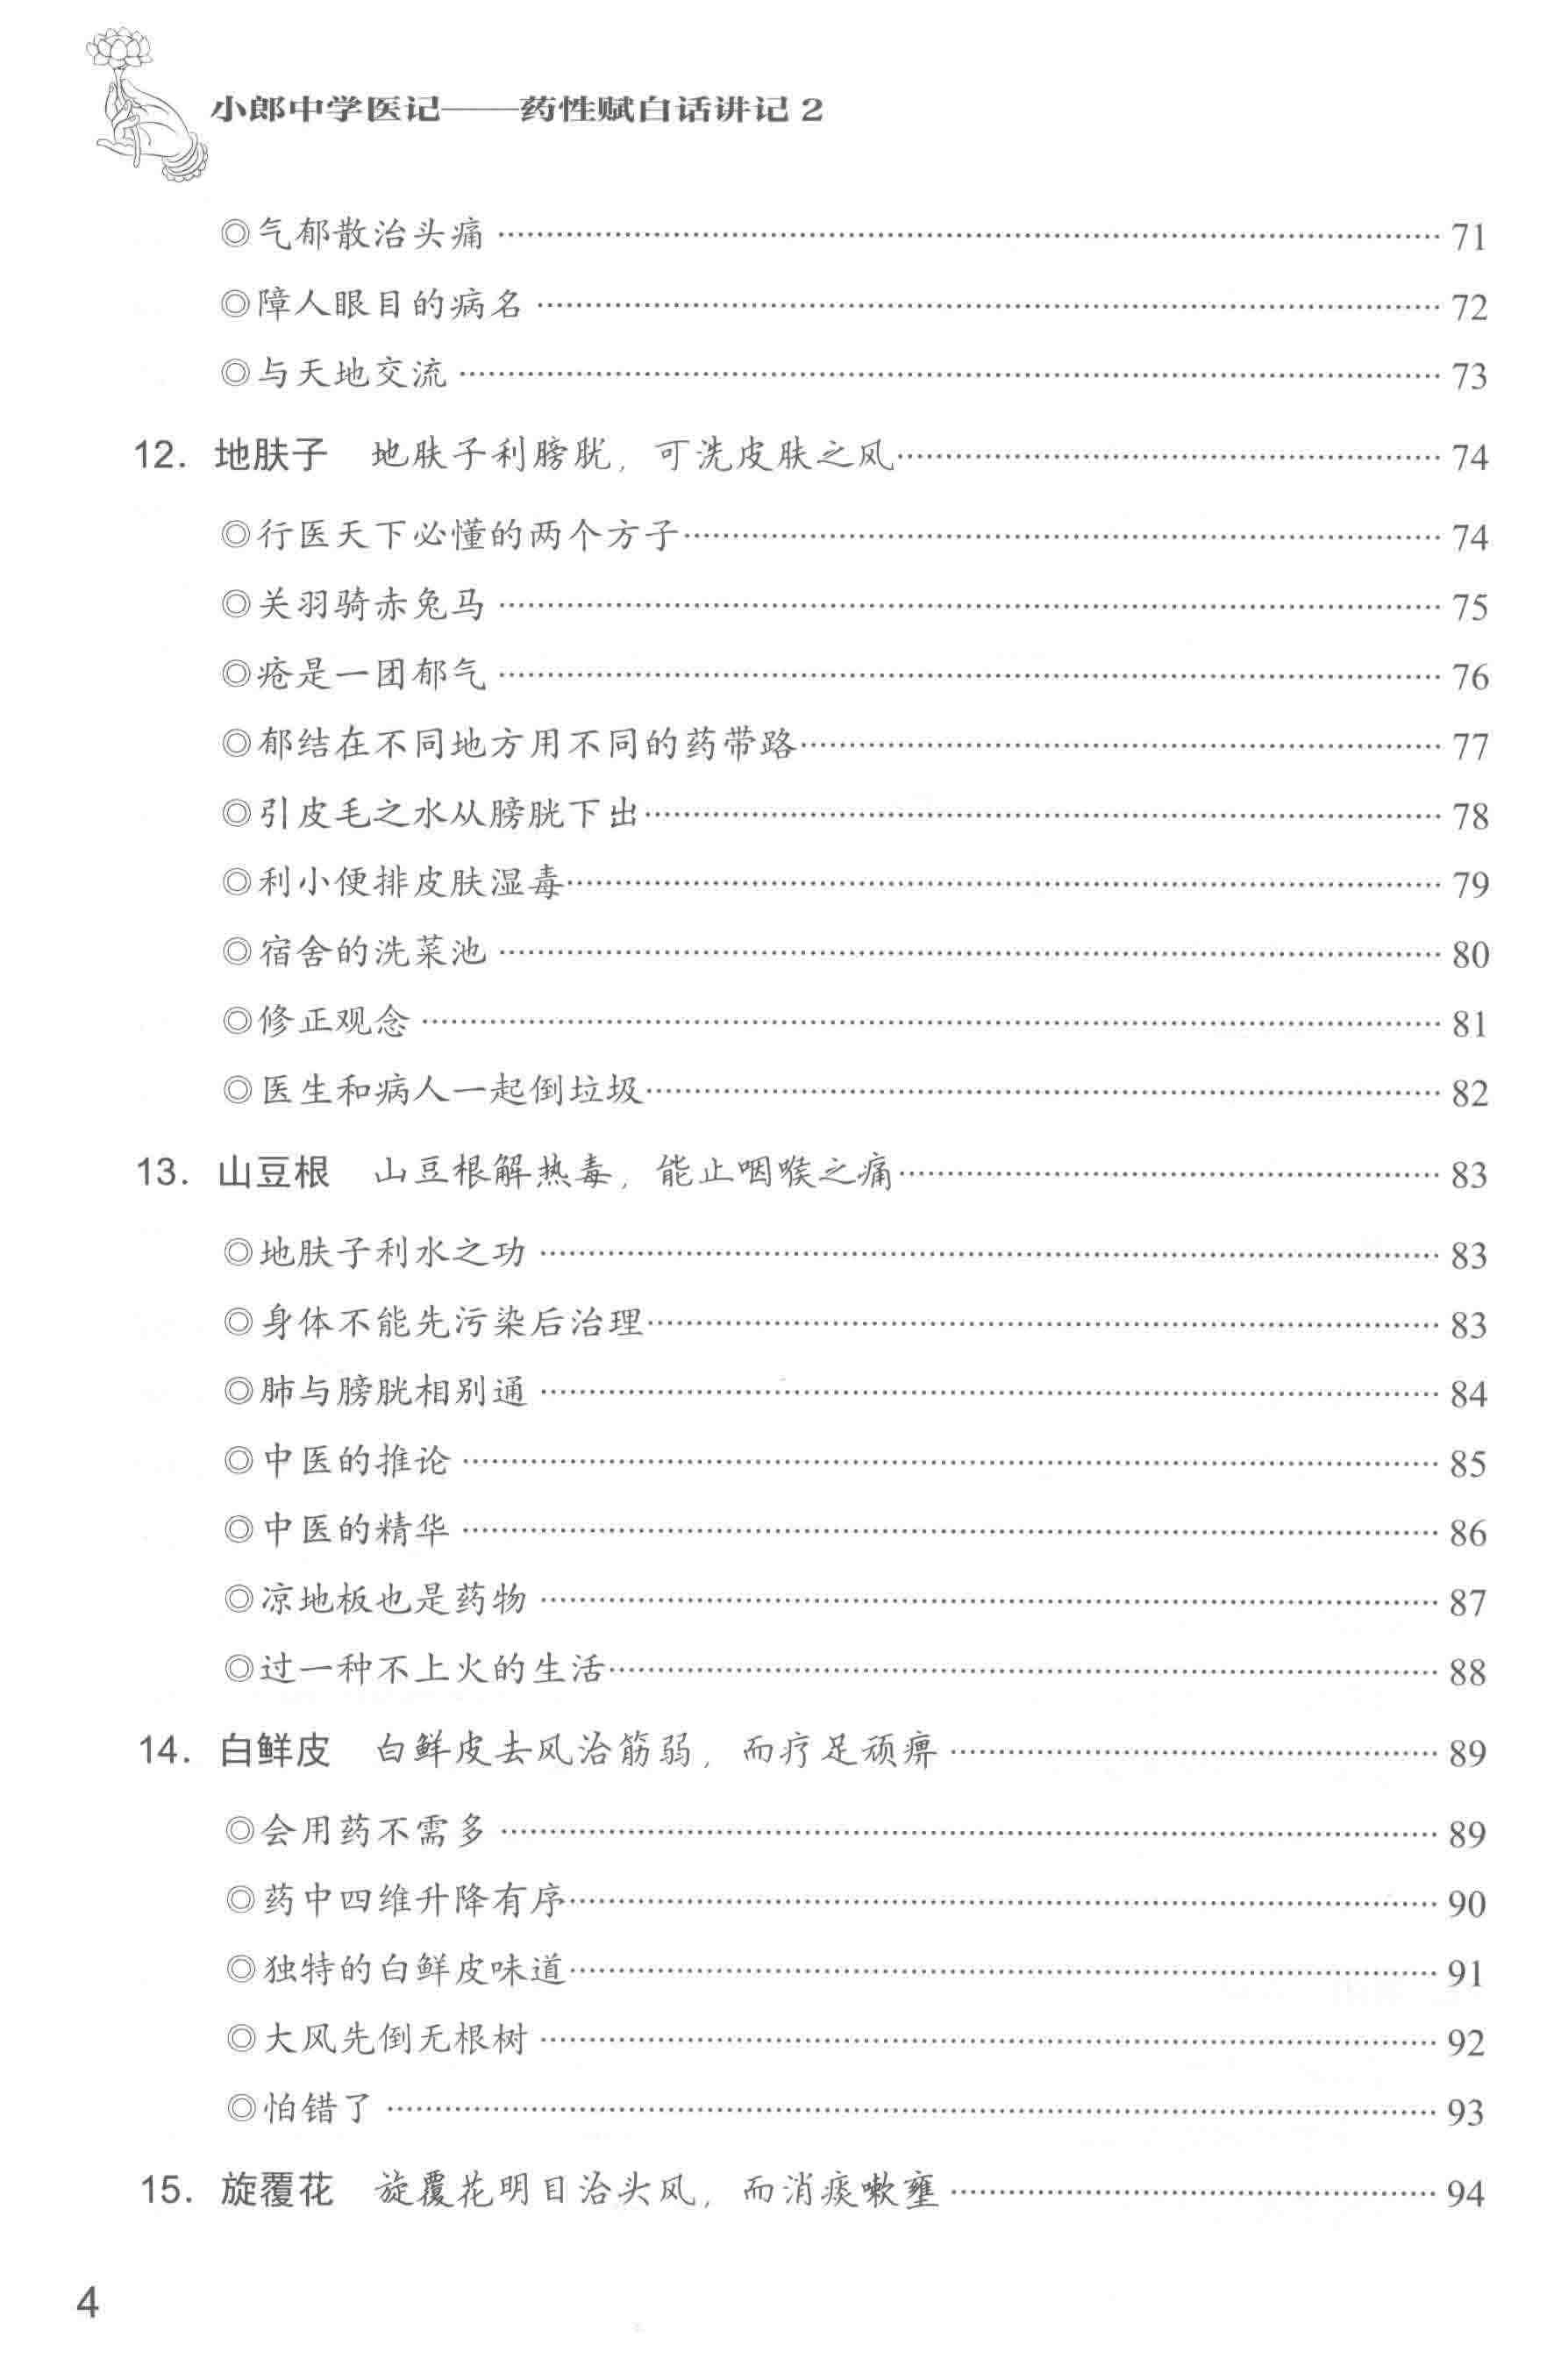 小郎中学医记——药性赋白话讲记2
◎气郁散治头痛 …… 71
◎障人眼目的病名 …… 72
◎与天地交流 …… 73
12. 地肤子 地肤子利膀胱，可洗皮肤之风 …… 74
◎行医天下必懂的两个方子 …… 74
◎关羽骑赤兔马 …… 75
◎疮是一团郁气 …… 76
◎郁结在不同地方用不同的药带路 …… 77
◎引皮毛之水从膀胱下出 …… 78
◎利小便排皮肤湿毒 …… 79
◎宿舍的洗菜池 …… 80
◎修正观念 …… 81
◎医生和病人一起倒垃圾 …… 82
13. 山豆根 山豆根解热毒，能止咽喉之痛 …… 83
◎地肤子利水之功 …… 83
◎身体不能先污染后治理 …… 83
◎肺与膀胱相别通 …… 84
◎中医的推论 …… 85
◎中医的精华 …… 86
◎凉地板也是药物 …… 87
◎过一种不上火的生活 …… 88
14. 白鲜皮 白鲜皮去风治筋弱，而疗足顽痹 …… 89
◎会用药不需多 …… 89
◎药中四维升降有序 …… 90
◎独特的白鲜皮味道 …… 91
◎大风先倒无根树 …… 92
◎怕错了 …… 93
15. 旋覆花 旋覆花明目治头风，而消痰嗽壅 …… 94
4